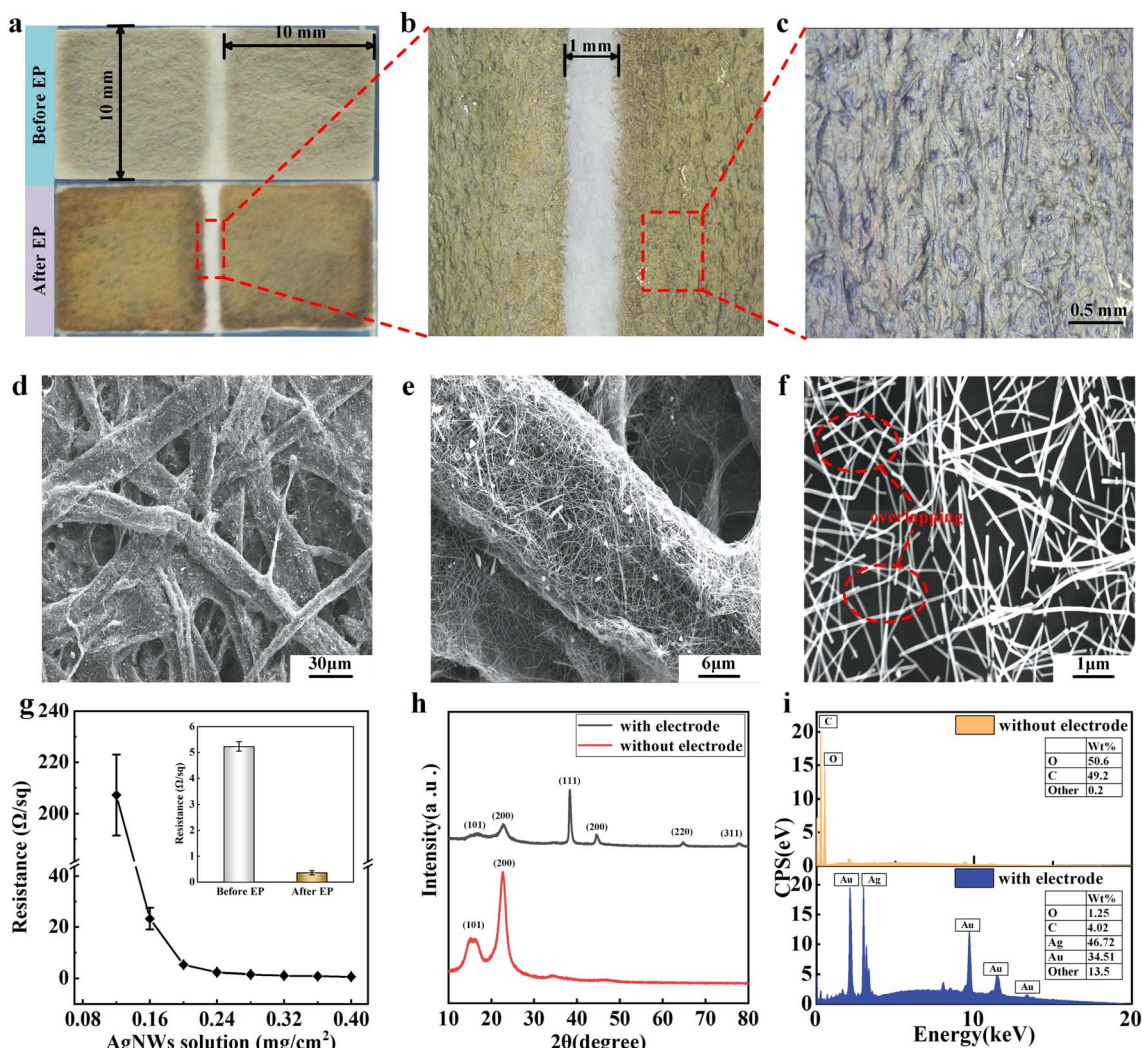 a
Before EP
After EP
10 mm
10 mm
b
1 mm
c
0.5 mm
d
30μm
e
6μm
f
overlapping
1μm
g
Resistance (Ω/sq)
240
220
200
40
20
0
0.08 0.16 0.24 0.32 0.40
AgNWs solution (mg/cm²)
Resistance (Ω/sq)
6
5
4
3
2
1
0
Before EP After EP
h
Intensity(a .u .)
with electrode
without electrode
(101) (200) (111) (200) (220) (311)
(101) (200)
10 20 30 40 50 60 70 80
2θ(degree)
i
CPS(eV)
20
15
10
5
0
C
O
without electrode
Wt%
O 50.6
C 49.2
Other 0.2
20
15
10
5
0
Au Ag Au Au Au
with electrode
Wt%
O 1.25
C 4.02
Ag 46.72
Au 34.51
Other 13.5
0 10 20
Energy(keV)